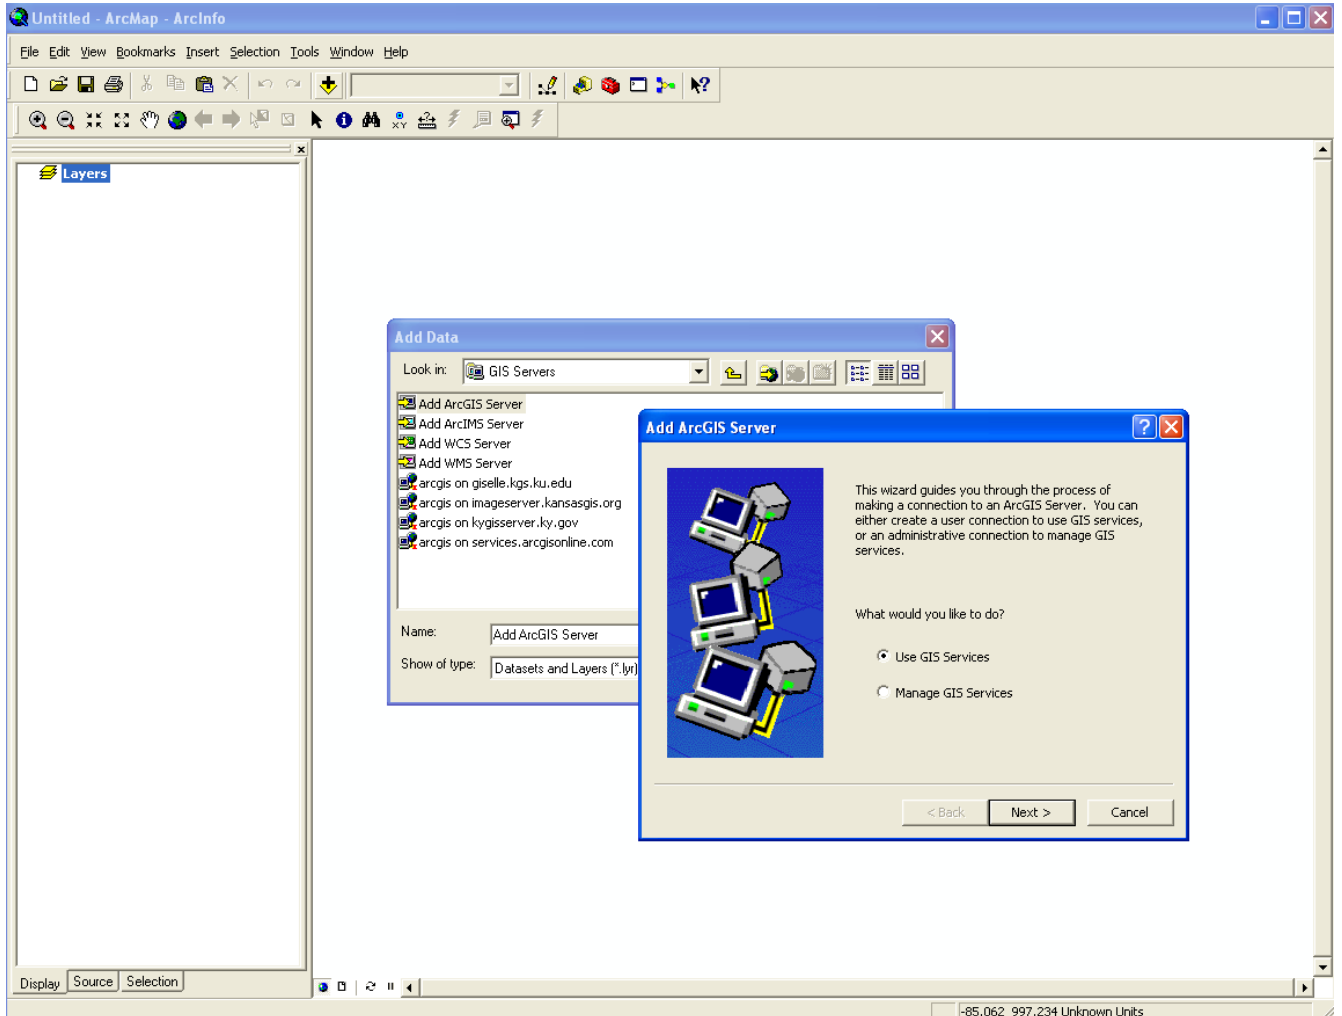 Untitled - ArcMap - ArcInfo
File Edit View Bookmarks Insert Selection Tools Window Help
XY
Layers
Add Data
Look in: GIS Servers
Add ArcGIS Server
Add ArcIMS Server
Add WCS Server
Add WMS Server
arcgis on giselle.kgs.ku.edu
arcgis on imageserver.kansasgis.org
arcgis on kygisserver.ky.gov
arcgis on services.arcgisonline.com
Name: Add ArcGIS Server
Show of type: Datasets and Layers (*.lyr)
Add ArcGIS Server
This wizard guides you through the process of
making a connection to an ArcGIS Server. You can
either create a user connection to use GIS services,
or an administrative connection to manage GIS
services.
What would you like to do?
Use GIS Services
Manage GIS Services
< Back Next > Cancel
Display Source Selection
-85.062 997.234 Unknown Units